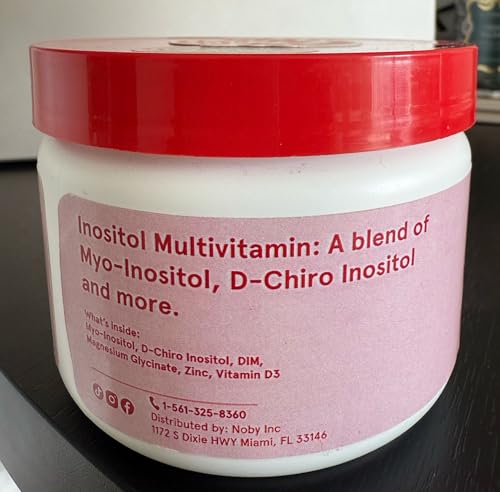 Inositol Multivitamin: A blend of
Myo-Inositol, D-Chiro Inositol
and more.
What's inside:
Myo-Inositol, D-Chiro Inositol, DIM,
Magnesium Glycinate, Zinc, Vitamin D3
1-561-325-8360
Distributed by: Noby Inc
1172 S Dixie HWY Miami, FL 33146